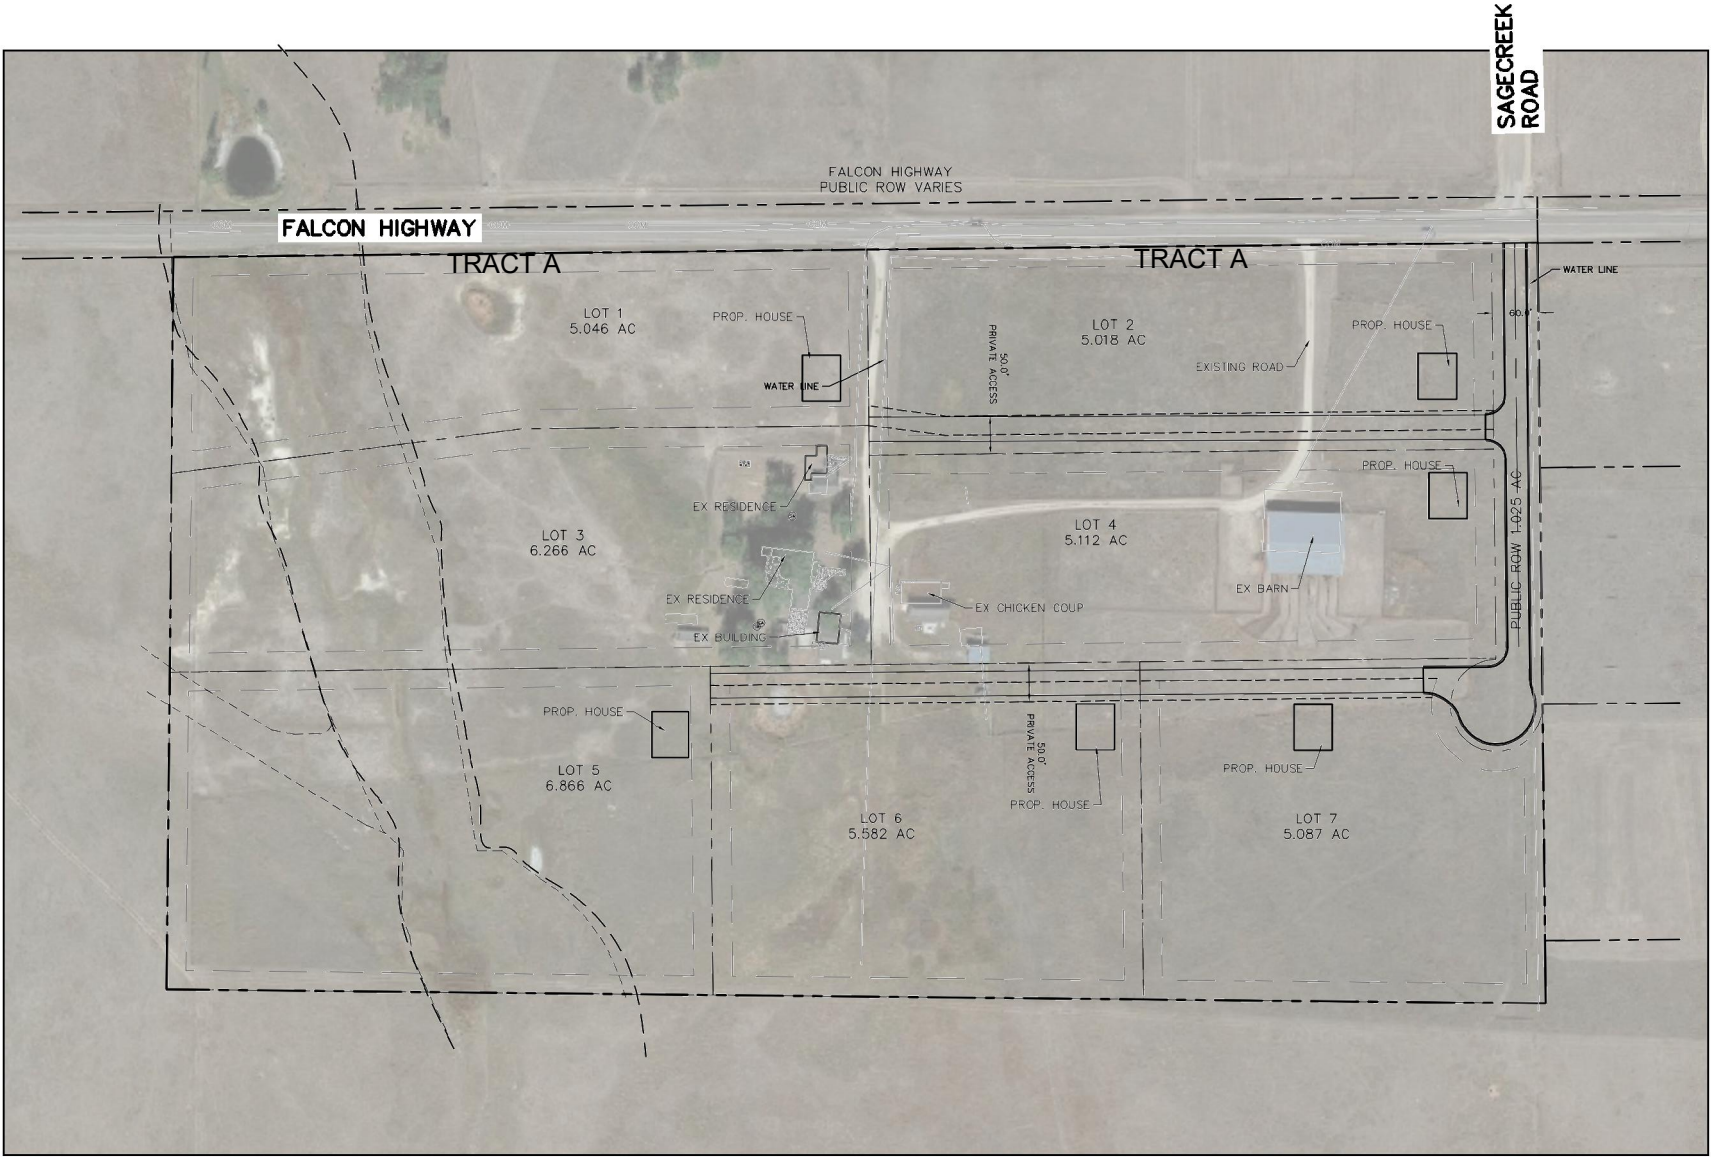 SAGECREEK
ROAD
FALCON HIGHWAY
PUBLIC ROW VARIES
FALCON HIGHWAY
TRACT A
TRACT A
WATER LINE
LOT 1
5.046 AC
PROP. HOUSE
LOT 2
5.018 AC
PROP. HOUSE
60.0'
50.0'
PRIVATE ACCESS
EXISTING ROAD
WATER LINE
PROP. HOUSE
EX RESIDENCE
LOT 3
6.266 AC
LOT 4
5.112 AC
PUBLIC ROW 1.025 AC
EX RESIDENCE
EX BARN
EX CHICKEN COUP
EX BUILDING
PROP. HOUSE
LOT 5
6.866 AC
50.0'
PRIVATE ACCESS
PROP. HOUSE
PROP. HOUSE
LOT 6
5.582 AC
LOT 7
5.087 AC